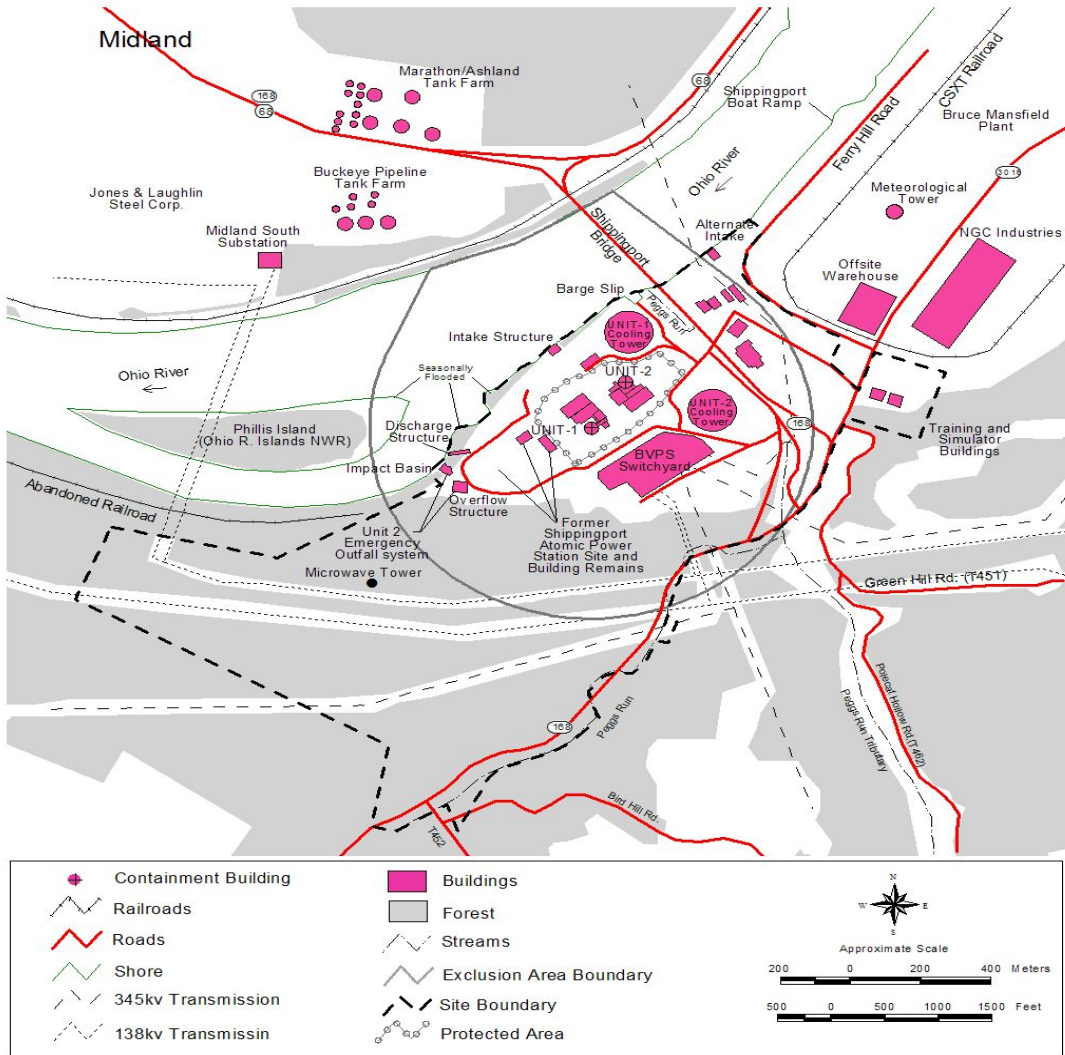 Midland
Marathon/Ashland
Tank Farm
168
68
68
Shippingport
Boat Ramp
Ferry Hill Road
CSXT Railroad
Bruce Mansfield
Plant
3016
Buckeye Pipeline
Tank Farm
Jones & Laughlin
Steel Corp.
Ohio River
Meteorological
Tower
Midland South
Substation
Shippingport
Bridge
Alternate
Intake
NGC Industries
Offsite
Warehouse
Barge Slip
Peggs Run
Intake Structure
UNIT-1
Cooling
Tower
Ohio River
Seasonally
Flooded
UNIT-2
UNIT-2
Cooling
Tower
Phillis Island
(Ohio R. Islands NWR)
Discharge
Structure
UNIT-1
168
Training and
Simulator
Buildings
Impact Basin
BVPS
Switchyard
Abandoned Railroad
Overflow
Structure
Unit 2
Emergency
Outfall system
Former
Shippingport
Atomic Power
Station Site and
Building Remains
Microwave Tower
Green Hill Rd. (T451)
Polecat Hollow Rd.(T462)
Peggs Run Tributary
Peggs Run
168
Bird Hill Rd.
T452
Containment Building
Railroads
Roads
Shore
345kv Transmission
138kv Transmissin
Buildings
Forest
Streams
Exclusion Area Boundary
Site Boundary
Protected Area
N
W
E
S
Approximate Scale
200 0 200 400 Meters
500 0 500 1000 1500 Feet